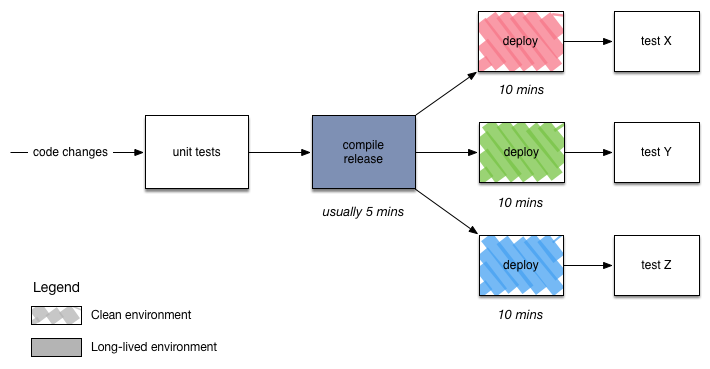 deploy
test X
10 mins
code changes
unit tests
compile
release
deploy
test Y
usually 5 mins
10 mins
deploy
test Z
10 mins
Legend
Clean environment
Long-lived environment